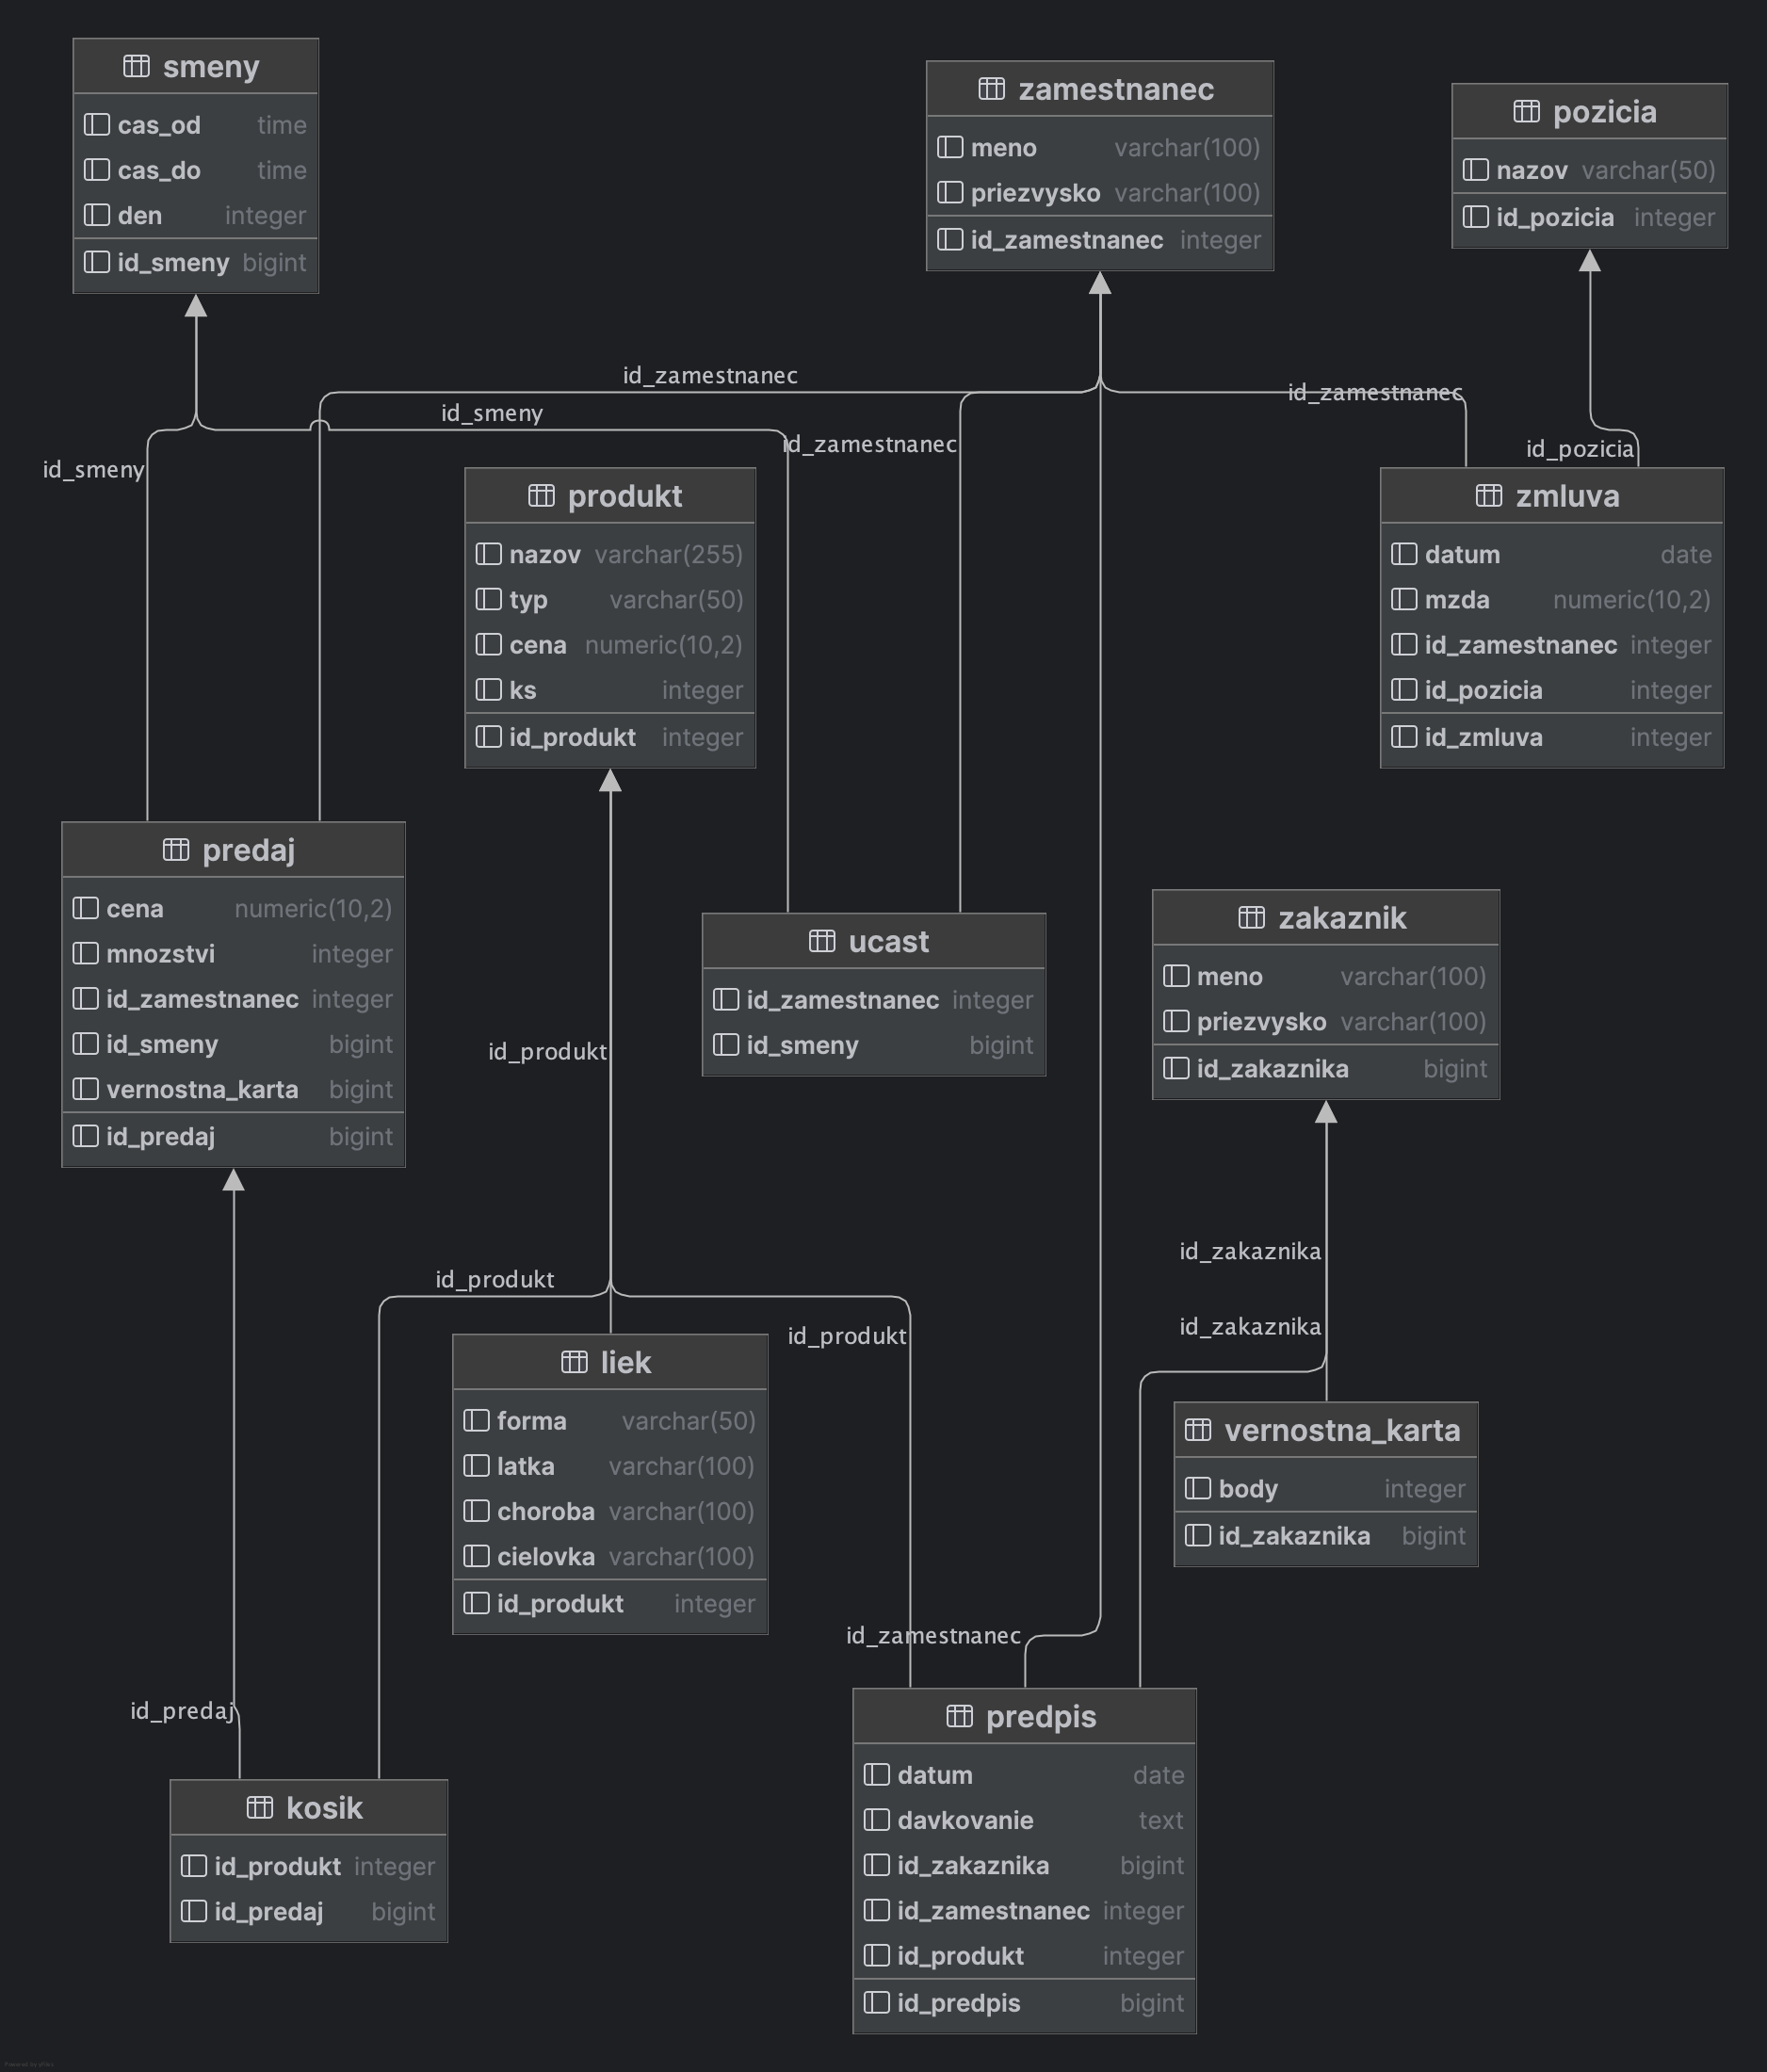 smeny
cas_od time
cas_do time
den integer
id_smeny bigint
zamestnanec
meno varchar(100)
priezvysko varchar(100)
id_zamestnanec integer
pozicia
nazov varchar(50)
id_pozicia integer
id_zamestnanec
id_zamestnanec
id_smeny
id_zamestnanec
id_pozicia
id_smeny
produkt
nazov varchar(255)
typ varchar(50)
cena numeric(10,2)
ks integer
id_produkt integer
zmluva
datum date
mzda numeric(10,2)
id_zamestnanec integer
id_pozicia integer
id_zmluva integer
predaj
cena numeric(10,2)
mnozstvi integer
id_zamestnanec integer
id_smeny bigint
vernostna_karta bigint
id_predaj bigint
ucast
id_zamestnanec integer
id_smeny bigint
zakaznik
meno varchar(100)
priezvysko varchar(100)
id_zakaznika bigint
id_produkt
id_zakaznika
id_produkt
id_zakaznika
id_produkt
liek
forma varchar(50)
latka varchar(100)
choroba varchar(100)
cielovka varchar(100)
id_produkt integer
vernostna_karta
body integer
id_zakaznika bigint
id_zamestnanec
id_predaj
predpis
datum date
davkovanie text
id_zakaznika bigint
id_zamestnanec integer
id_produkt integer
id_predpis bigint
kosik
id_produkt integer
id_predaj bigint
Powered by yFiles